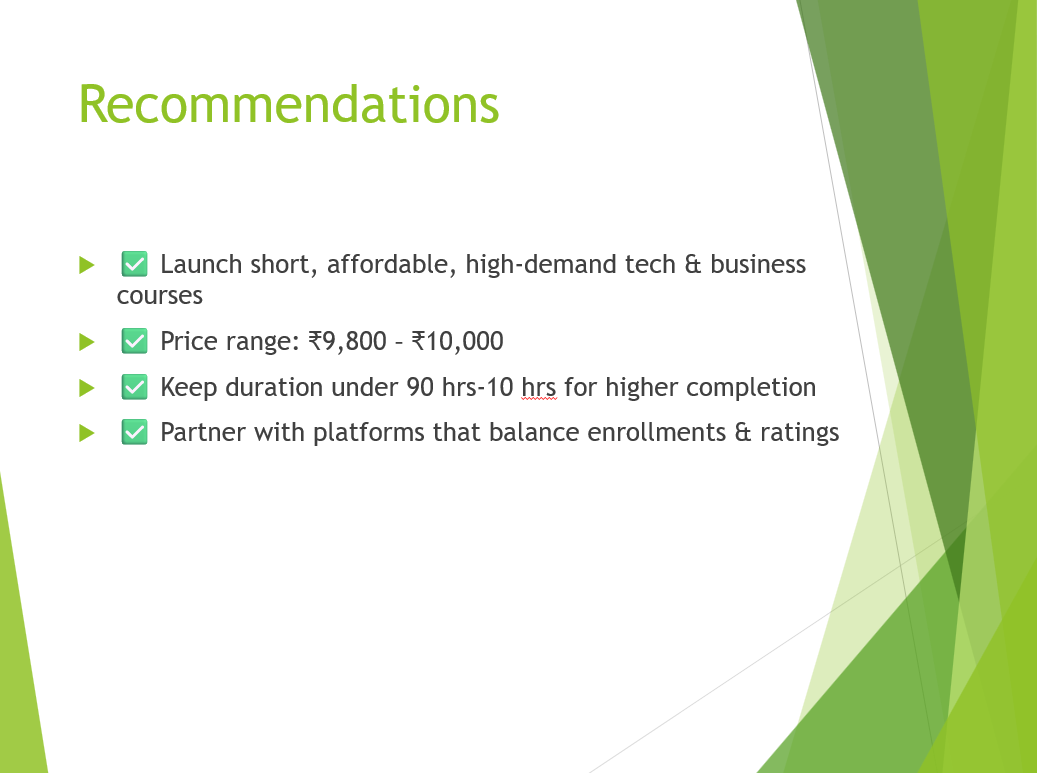 Recommendations
✅ Launch short, affordable, high-demand tech & business
courses
✅ Price range: ₹9,800 – ₹10,000
✅ Keep duration under 90 hrs-10 hrs for higher completion
✅ Partner with platforms that balance enrollments & ratings